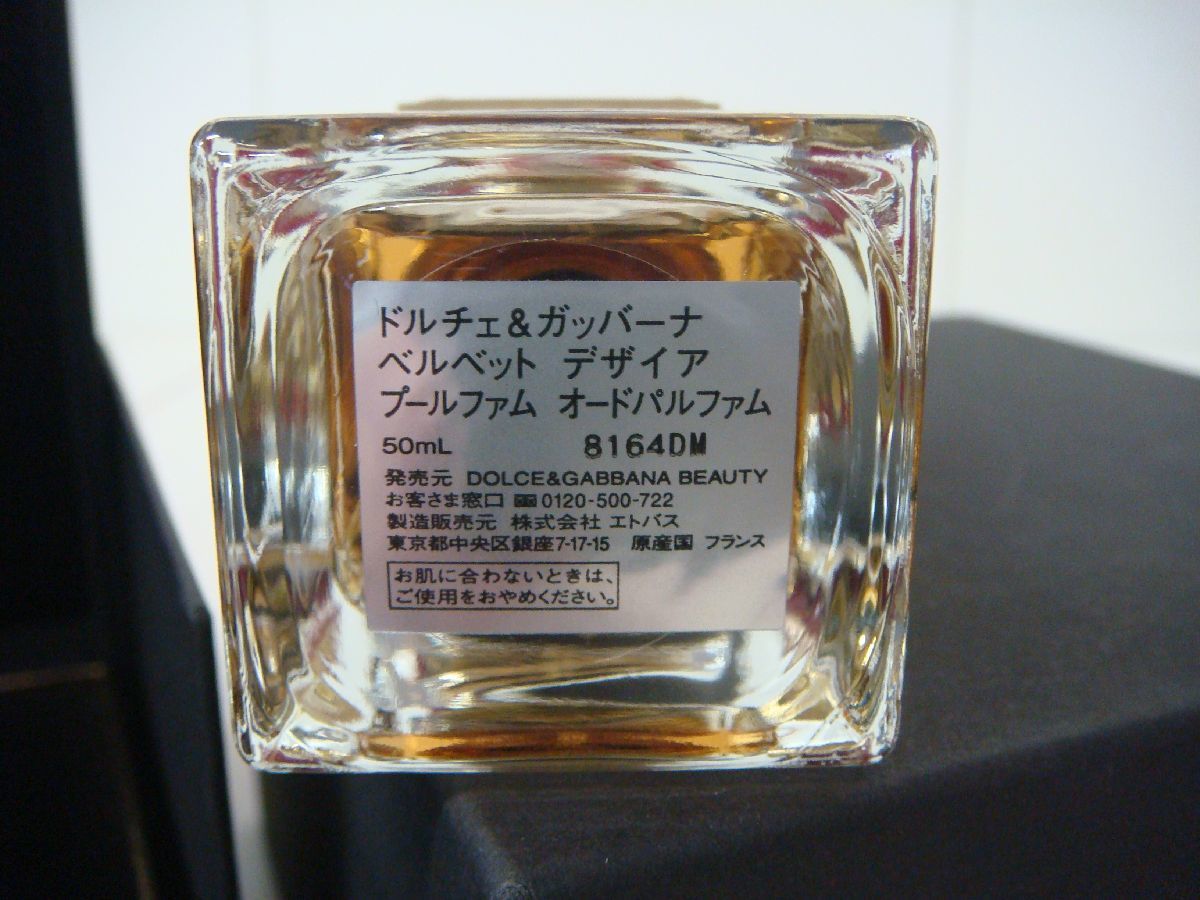 ドルチェ&ガッバーナ
ベルベット デザイア
プールファム オードパルファム
50mL 8164DM
発売元 DOLCE&GABBANA BEAUTY
お客さま窓口 0120-500-722
製造販売元 株式会社 エトバス
東京都中央区銀座7-17-15 原産国 フランス
お肌に合わないときは、
ご使用をおやめください。